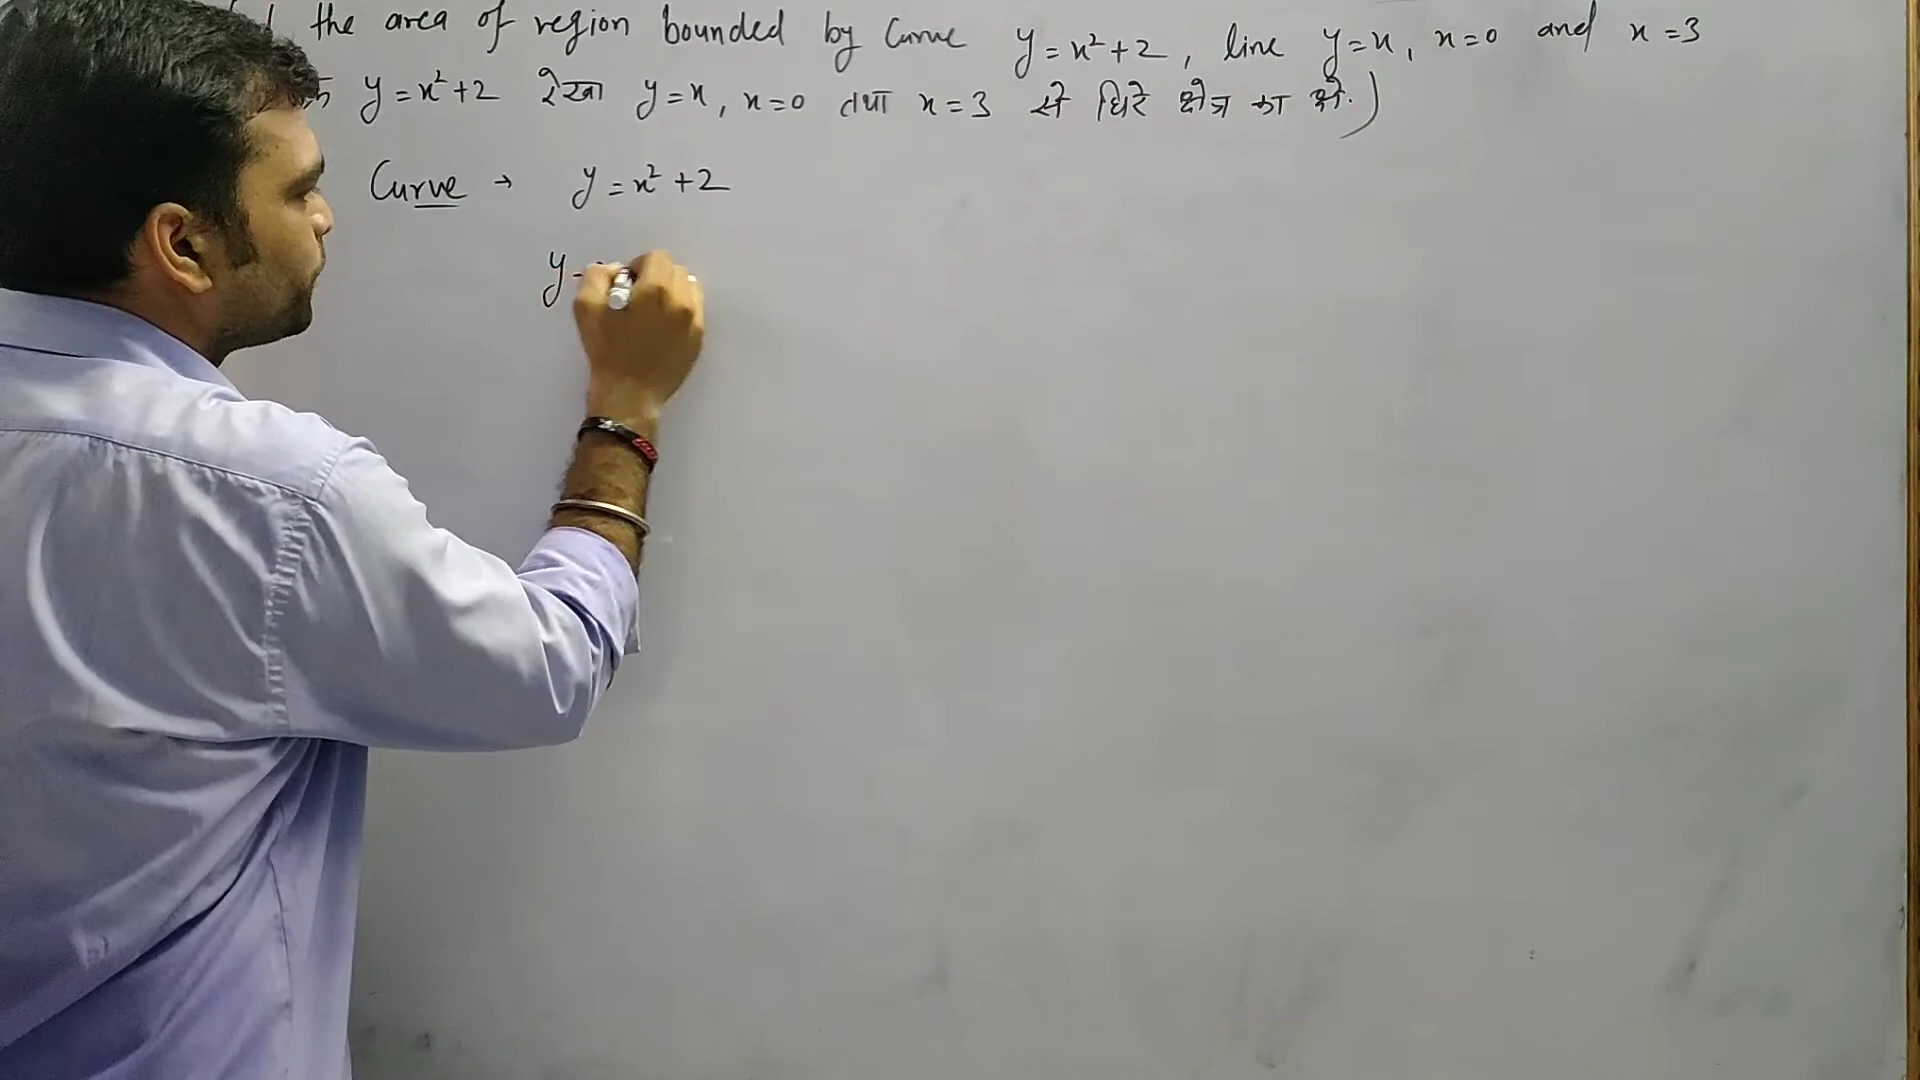 the area of region bounded by Curve y = x² + 2 , line y = x , x = 0 and x = 3
y = x² + 2 रेखा y = x , x = 0 तथा x = 3 से घिरे क्षेत्र का क्षे. )
Curve → y = x² + 2
y -